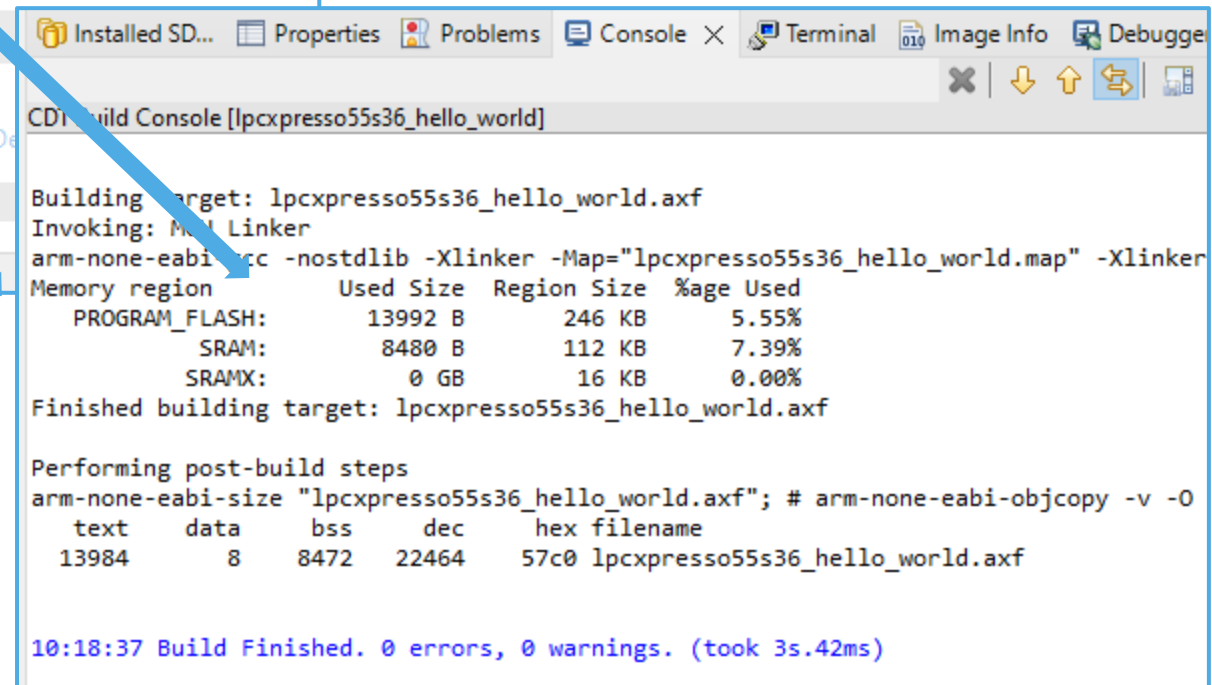 Installed SD... Properties Problems Console Terminal Image Info Debugger
CDT Build Console [lpcxpresso55s36_hello_world]
Building target: lpcxpresso55s36_hello_world.axf
Invoking: MCU Linker
arm-none-eabi-gcc -nostdlib -Xlinker -Map="lpcxpresso55s36_hello_world.map" -Xlinker
Memory region Used Size Region Size %age Used
PROGRAM_FLASH: 13992 B 246 KB 5.55%
SRAM: 8480 B 112 KB 7.39%
SRAMX: 0 GB 16 KB 0.00%
Finished building target: lpcxpresso55s36_hello_world.axf
Performing post-build steps
arm-none-eabi-size "lpcxpresso55s36_hello_world.axf"; # arm-none-eabi-objcopy -v -O
text data bss dec hex filename
13984 8 8472 22464 57c0 lpcxpresso55s36_hello_world.axf
10:18:37 Build Finished. 0 errors, 0 warnings. (took 3s.42ms)